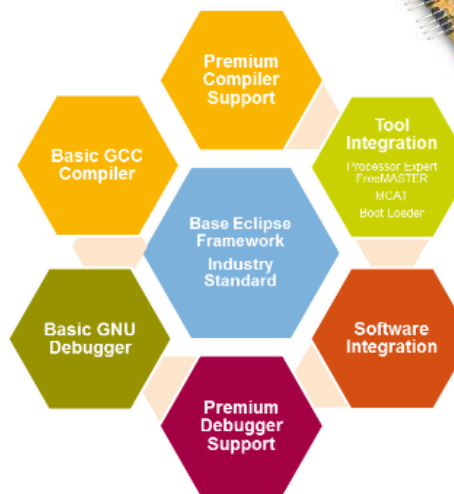 Premium
Compiler
Support
Basic GCC
Compiler
Tool
Integration
Processor Expert
FreeMASTER
MCAT
Boot Loader
Base Eclipse
Framework
Industry
Standard
Basic GNU
Debugger
Software
Integration
Premium
Debugger
Support